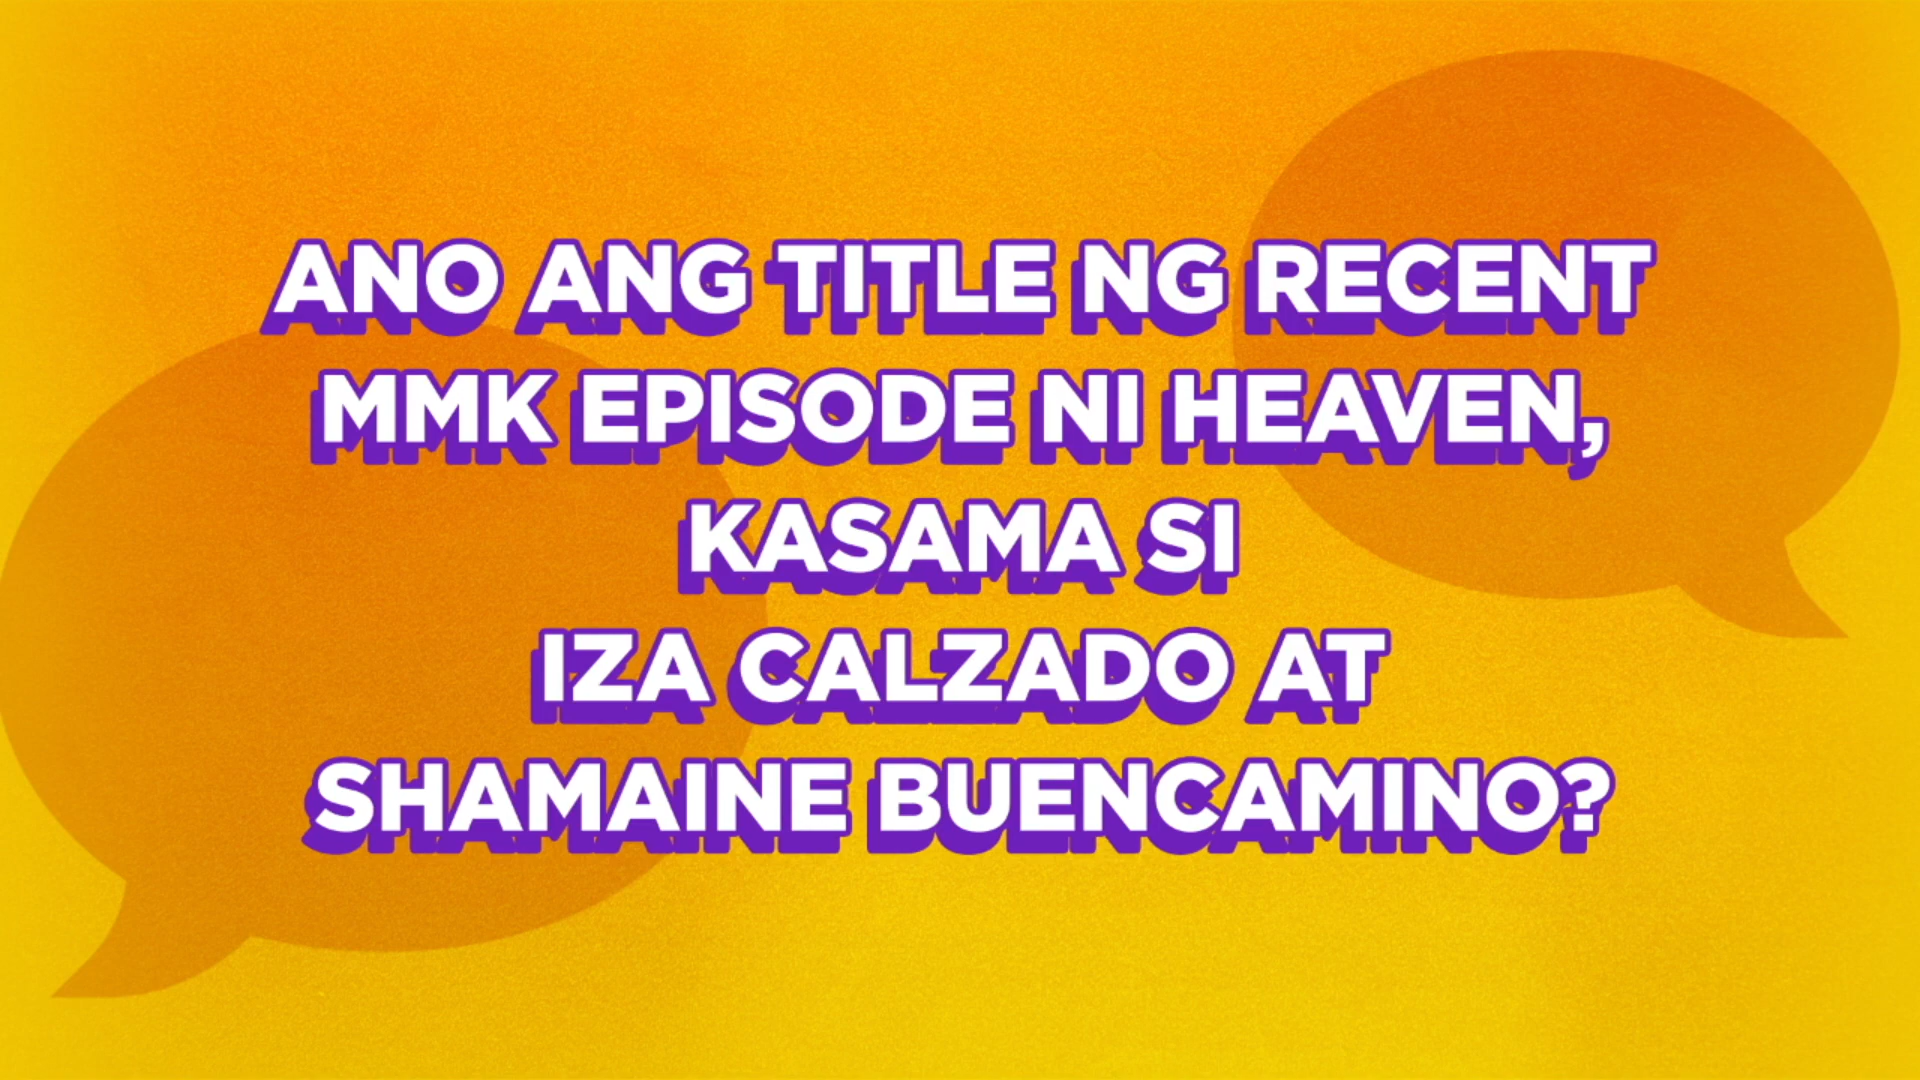 ANO ANG TITLE NG RECENT
MMK EPISODE NI HEAVEN,
KASAMA SI
IZA CALZADO AT
SHAMAINE BUENCAMINO?